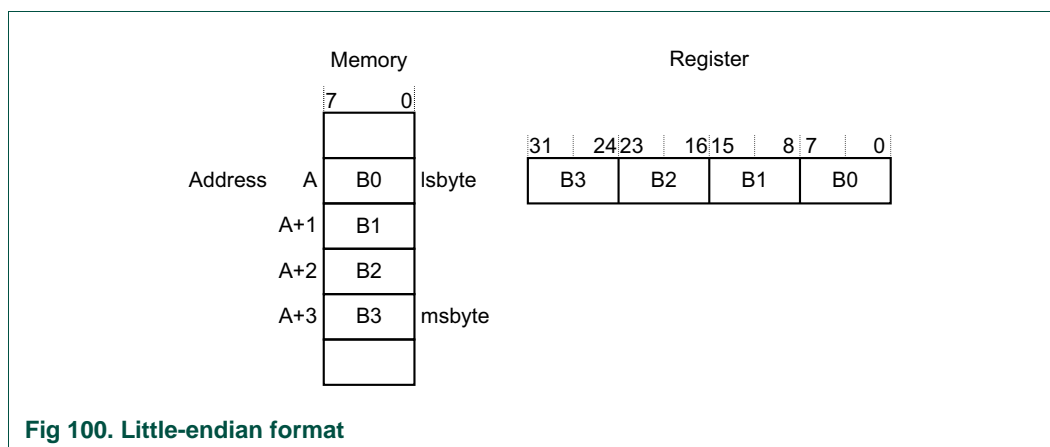 Memory
Register
7 0
31 24 23 16 15 8 7 0
Address A B0 lsbyte
B3 B2 B1 B0
A+1 B1
A+2 B2
A+3 B3 msbyte
Fig 100. Little-endian format